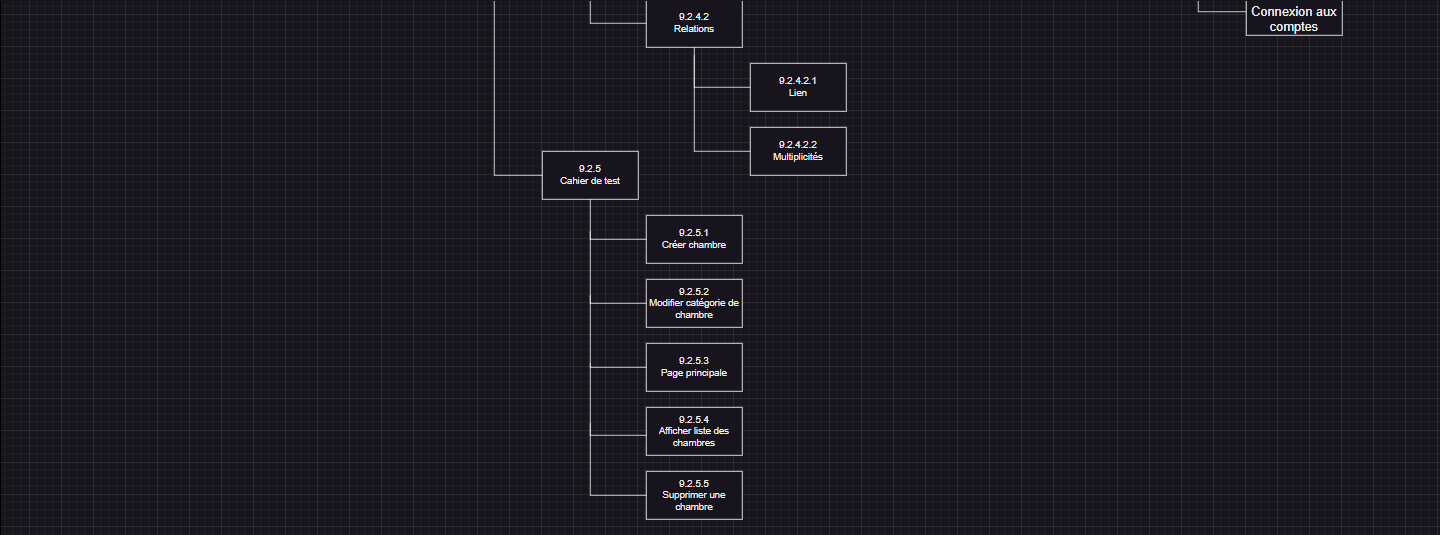 9.2.4.2
Relations
Connexion aux
comptes
9.2.4.2.1
Lien
9.2.4.2.2
Multiplicités
9.2.5
Cahier de test
9.2.5.1
Créer chambre
9.2.5.2
Modifier catégorie de
chambre
9.2.5.3
Page principale
9.2.5.4
Afficher liste des
chambres
9.2.5.5
Supprimer une
chambre